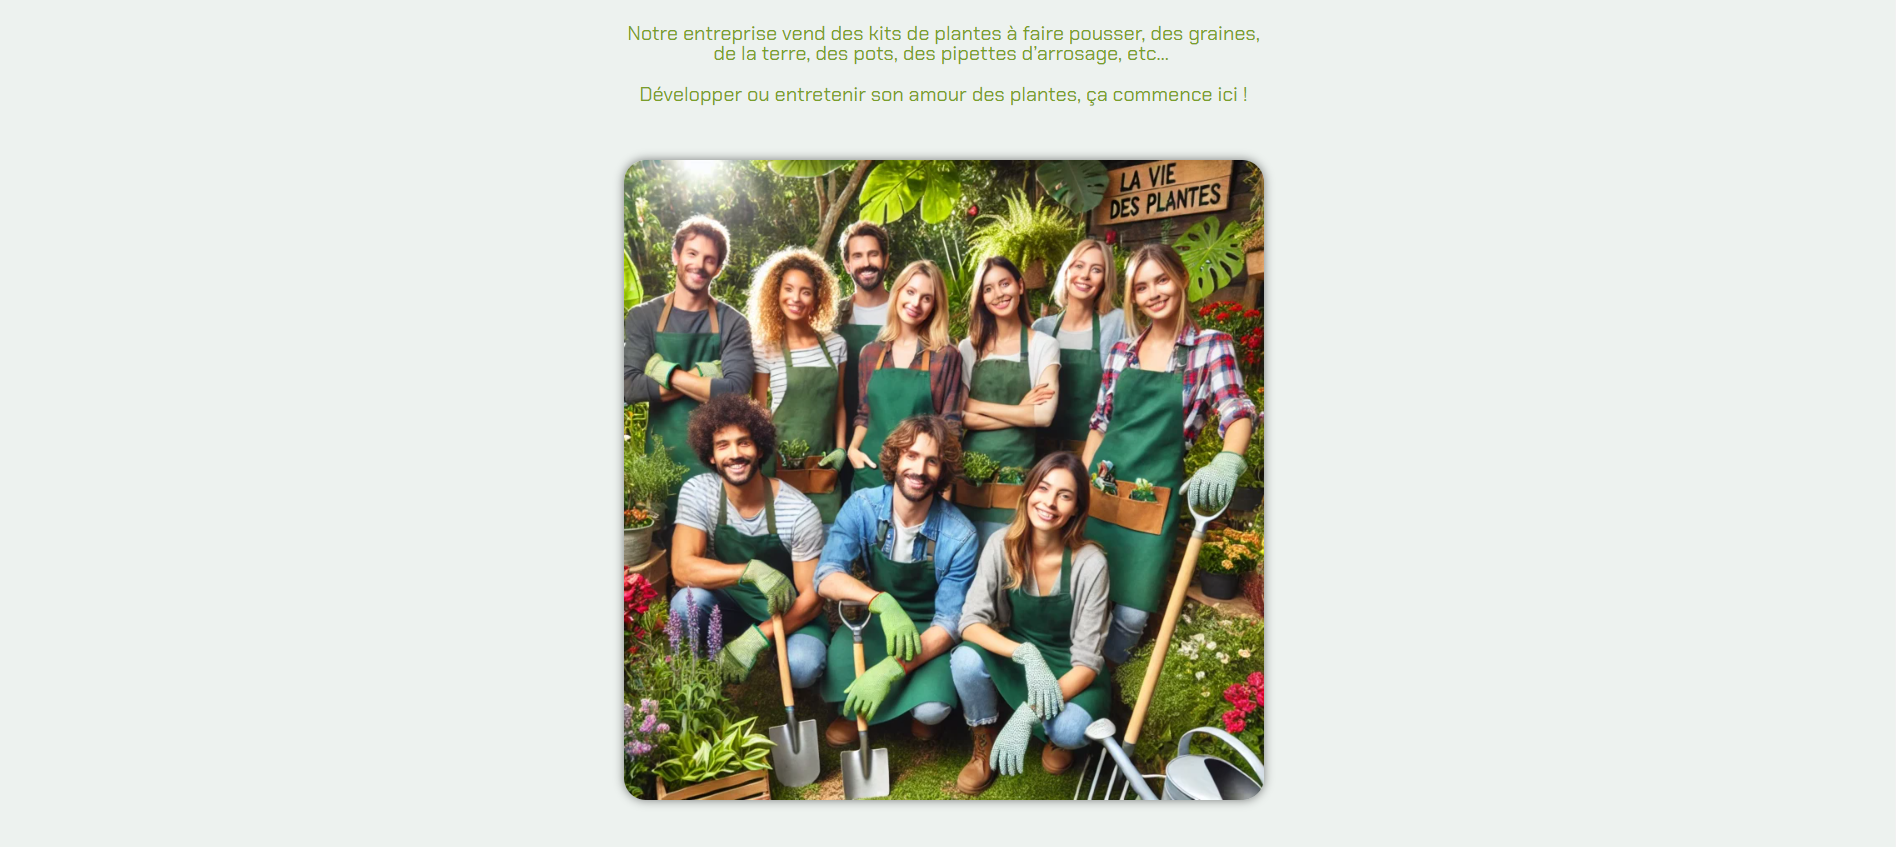 Notre entreprise vend des kits de plantes à faire pousser, des graines,
de la terre, des pots, des pipettes d'arrosage, etc...
Développer ou entretenir son amour des plantes, ça commence ici !
LA VIE
DES PLANTES